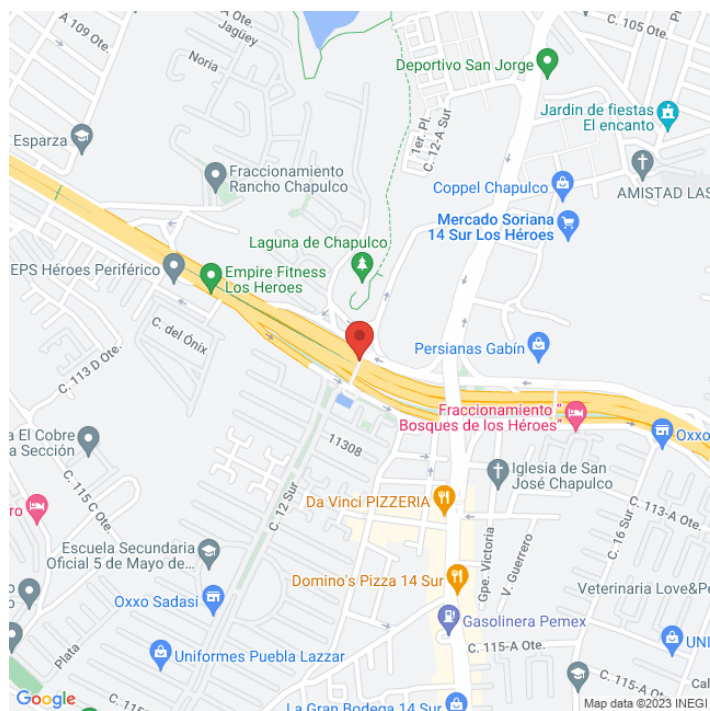 C. 105 Ote.
A 109 Ote.
Jagüey
Noria
Deportivo San Jorge
Jardin de fiestas
El encanto
1er. Pl.
C. 12-A Sur
Esparza
Fraccionamiento
Rancho Chapulco
Coppel Chapulco
AMISTAD LAS
Mercado Soriana
14 Sur Los Héroes
Laguna de Chapulco
EPS Héroes Periférico
Empire Fitness
Los Heroes
C. del Ónix
Persianas Gabín
C. 113 D Ote.
Fraccionamiento "
Bosques de los Héroes"
Oxxo
a El Cobre
a Sección
11308
Iglesia de San
José Chapulco
C. 115 C Ote.
C. 12 Sur
Da Vinci PIZZERIA
C. 113-A Ote.
ro
C. 16 Sur
Gpe. Victoria
V. Guerrero
Escuela Secundaria
Oficial 5 de Mayo de...
Domino's Pizza 14 Sur
Veterinaria Love&Pe
Oxxo Sadasi
Gasolinera Pemex
Plata
Uniformes Puebla Lazzar
C. 115-A Ote.
UNI
Cal
C. 115
La Gran Bodega 14 Sur
Google
Map data ©2023 INEGI